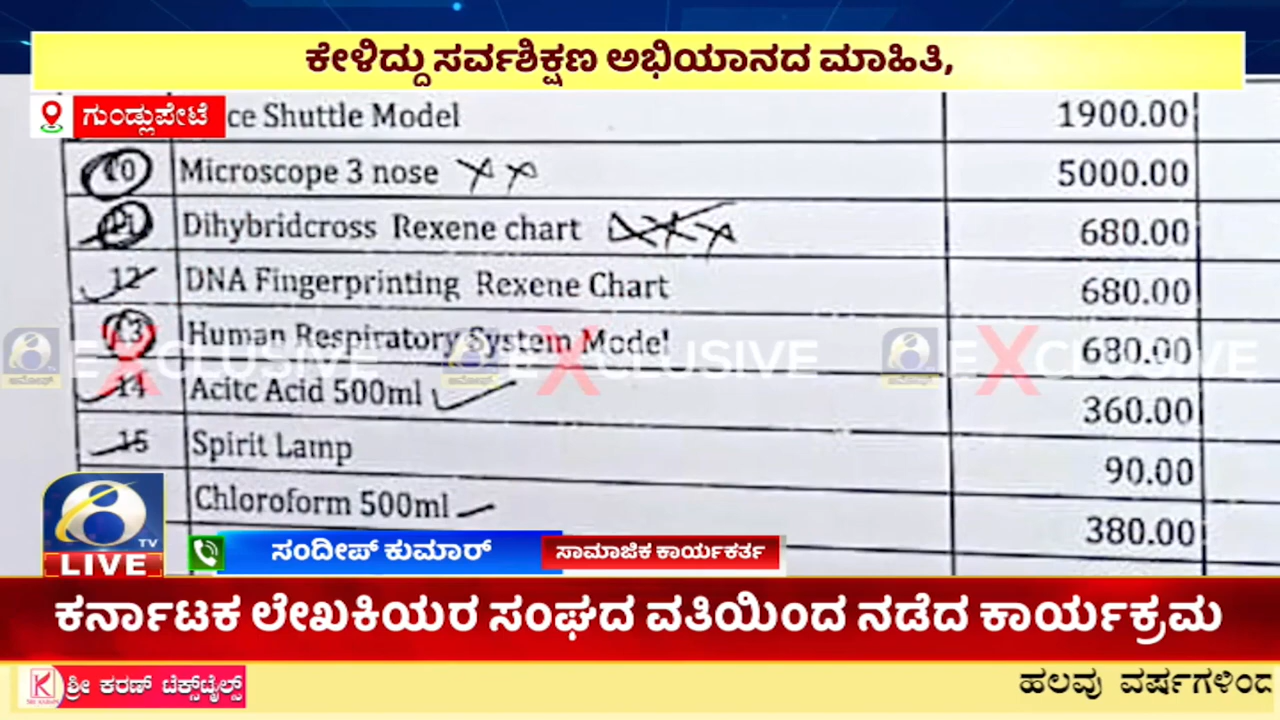 ಕೇಳಿದ್ದು ಸರ್ವಶಿಕ್ಷಣ ಅಭಿಯಾನದ ಮಾಹಿತಿ,
ಗುಂಡ್ಲುಪೇಟೆ
ce Shuttle Model 1900.00
10 Microscope 3 nose 5000.00
11 Dihybridcross Rexene chart 680.00
12 DNA Fingerprinting Rexene Chart 680.00
13 Human Respiratory System Model 680.00
EXCLUSIVE EXCLUSIVE EXCLUSIVE
14 Acitc Acid 500ml 360.00
15 Spirit Lamp 90.00
Chloroform 500ml 380.00
TV
LIVE
ಸಂದೀಪ್ ಕುಮಾರ್ ಸಾಮಾಜಿಕ ಕಾರ್ಯಕರ್ತ
ಕರ್ನಾಟಕ ಲೇಖಕಿಯರ ಸಂಘದ ವತಿಯಿಂದ ನಡೆದ ಕಾರ್ಯಕ್ರಮ
K ಶ್ರೀ ಕರಣ್ ಟೆಕ್ಸ್‌ಟೈಲ್ಸ್ ಹಲವು ವರ್ಷಗಳಿಂದ